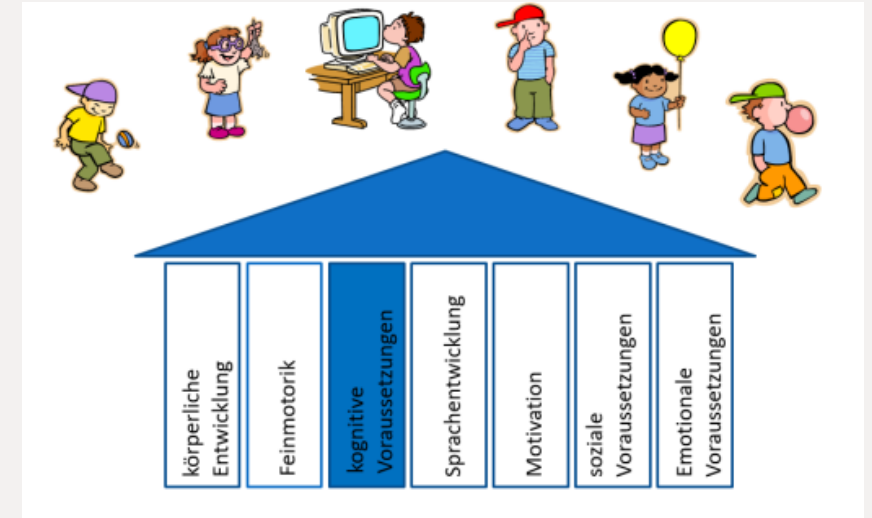 körperliche
Entwicklung
Feinmotorik
kognitive
Voraussetzungen
Sprachentwicklung
Motivation
soziale
Voraussetzungen
Emotionale
Voraussetzungen